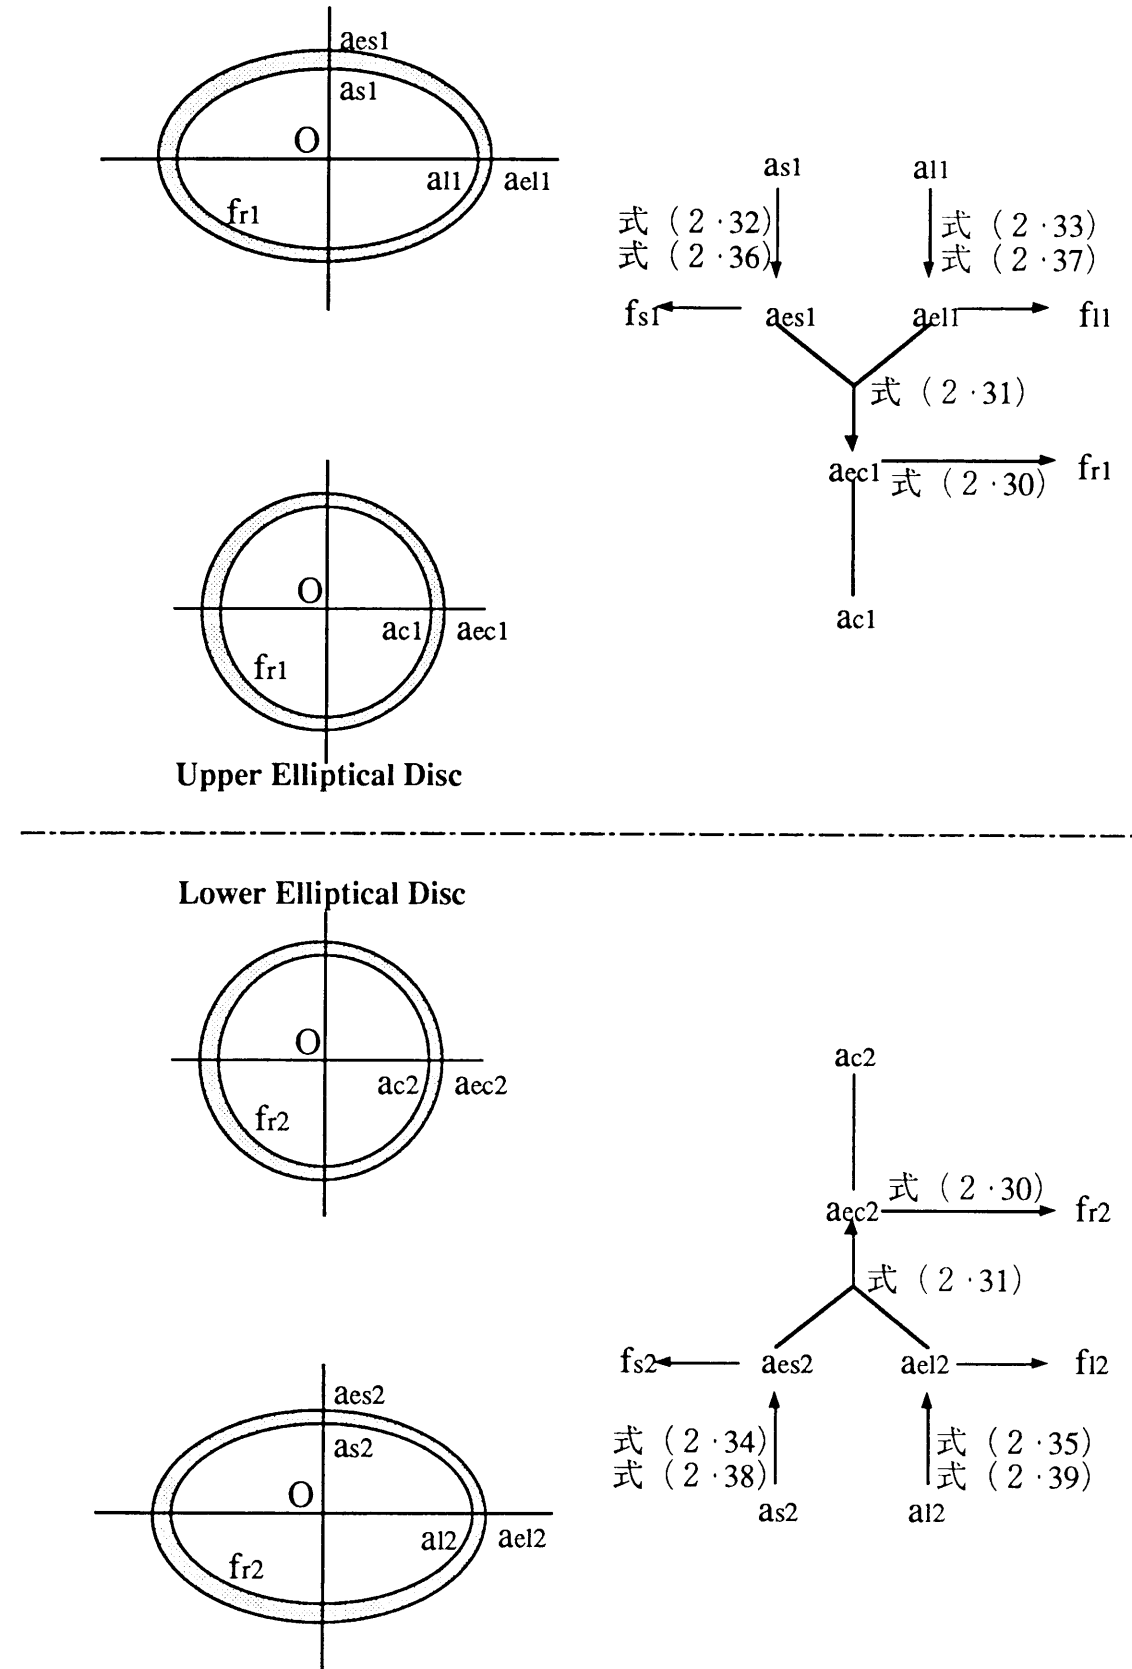 aes1
as1
O
al1 ael1
fr1
as1 al1
式（2・32） 式（2・33）
式（2・36） 式（2・37）
fs1 aes1 ael1 fl1
式（2・31）
aec1 式（2・30） fr1
ac1
O
ac1 aec1
fr1
Upper Elliptical Disc
Lower Elliptical Disc
O
ac2 aec2
fr2
ac2
式（2・30）
aec2 fr2
式（2・31）
fs2 aes2 ael2 fl2
式（2・34） 式（2・35）
式（2・38） 式（2・39）
as2 al2
aes2
as2
O
al2 ael2
fr2